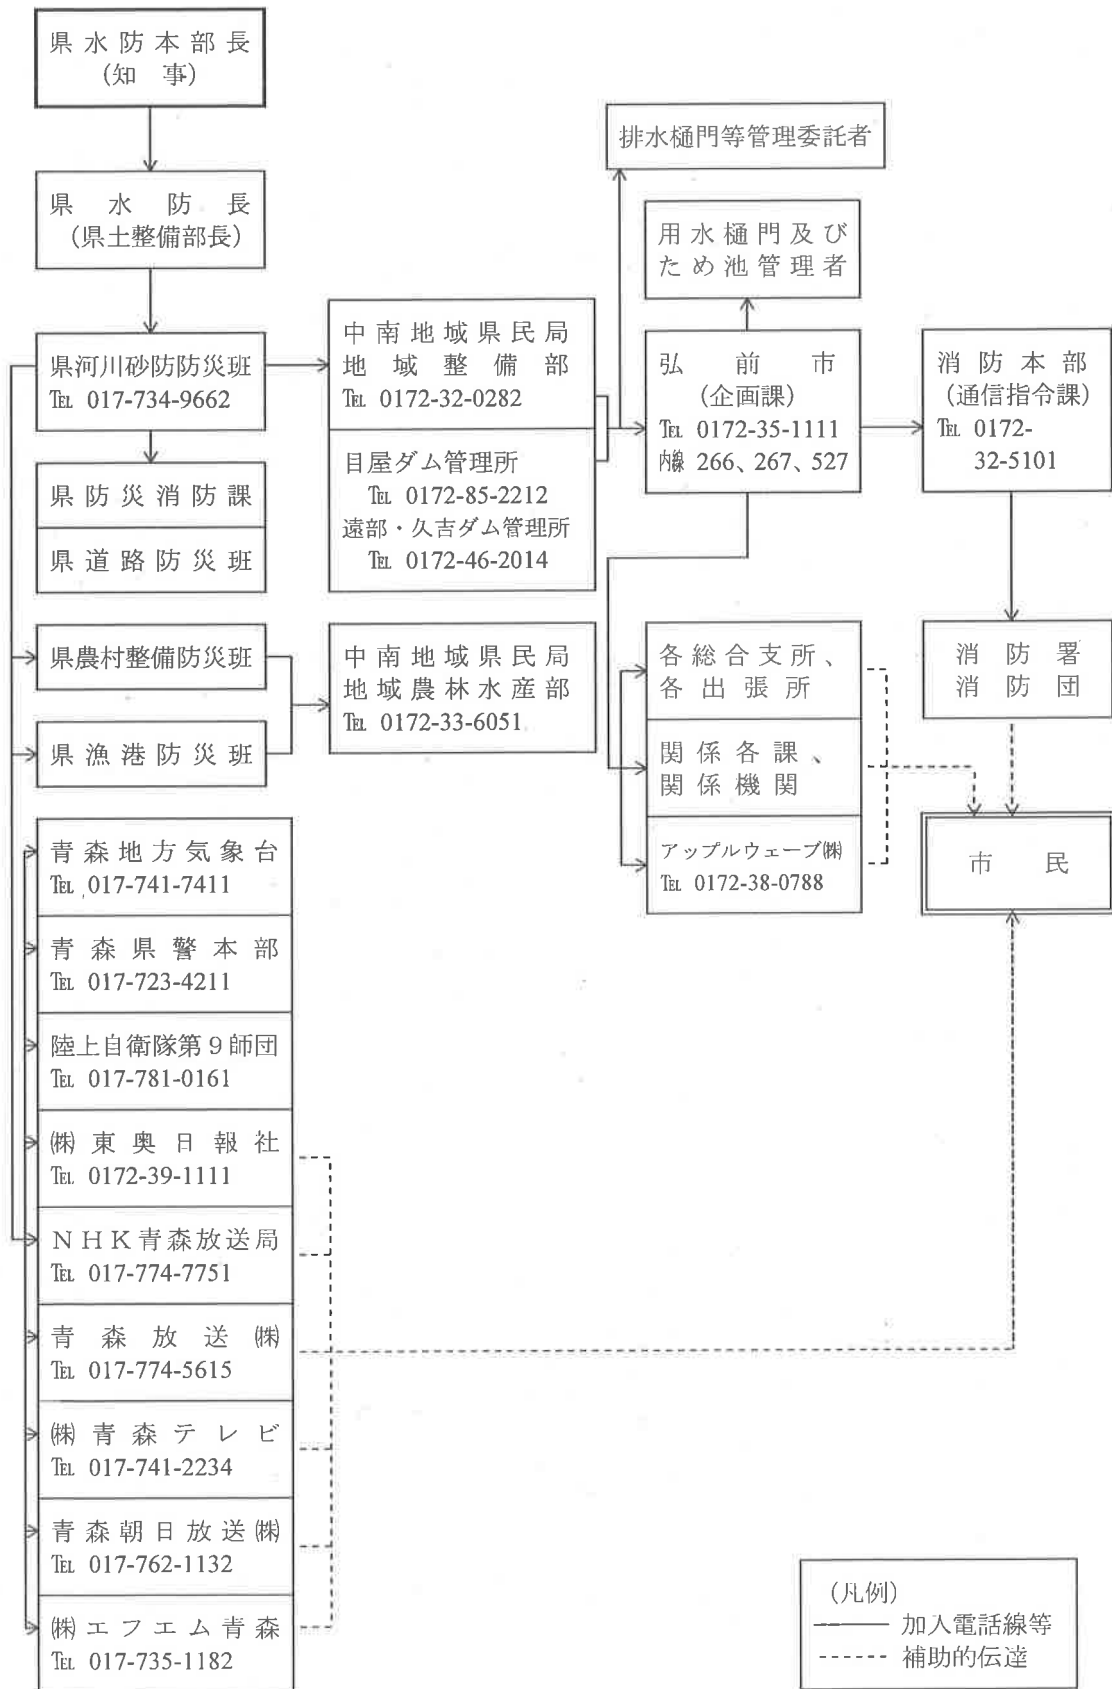 県水防本部長
(知 事)
県水防長
(県土整備部長)
県河川砂防防災班
℡ 017-734-9662
県防災消防課
県道路防災班
県農村整備防災班
県漁港防災班
青森地方気象台
℡ 017-741-7411
青森県警本部
℡ 017-723-4211
陸上自衛隊第9師団
℡ 017-781-0161
㈱東奥日報社
℡ 0172-39-1111
NHK青森放送局
℡ 017-774-7751
青森放送㈱
℡ 017-774-5615
㈱青森テレビ
℡ 017-741-2234
青森朝日放送㈱
℡ 017-762-1132
㈱エフエム青森
℡ 017-735-1182
中南地域県民局
地域整備部
℡ 0172-32-0282
目屋ダム管理所
℡ 0172-85-2212
遠部・久吉ダム管理所
℡ 0172-46-2014
中南地域県民局
地域農林水産部
℡ 0172-33-6051
排水樋門等管理委託者
用水樋門及び
ため池管理者
弘前市
(企画課)
℡ 0172-35-1111
内線 266、267、527
各総合支所、
各出張所
関係各課、
関係機関
アップルウェーブ㈱
℡ 0172-38-0788
消防本部
(通信指令課)
℡ 0172-
32-5101
消防署
消防団
市 民
(凡例)
加入電話線等
補助的伝達